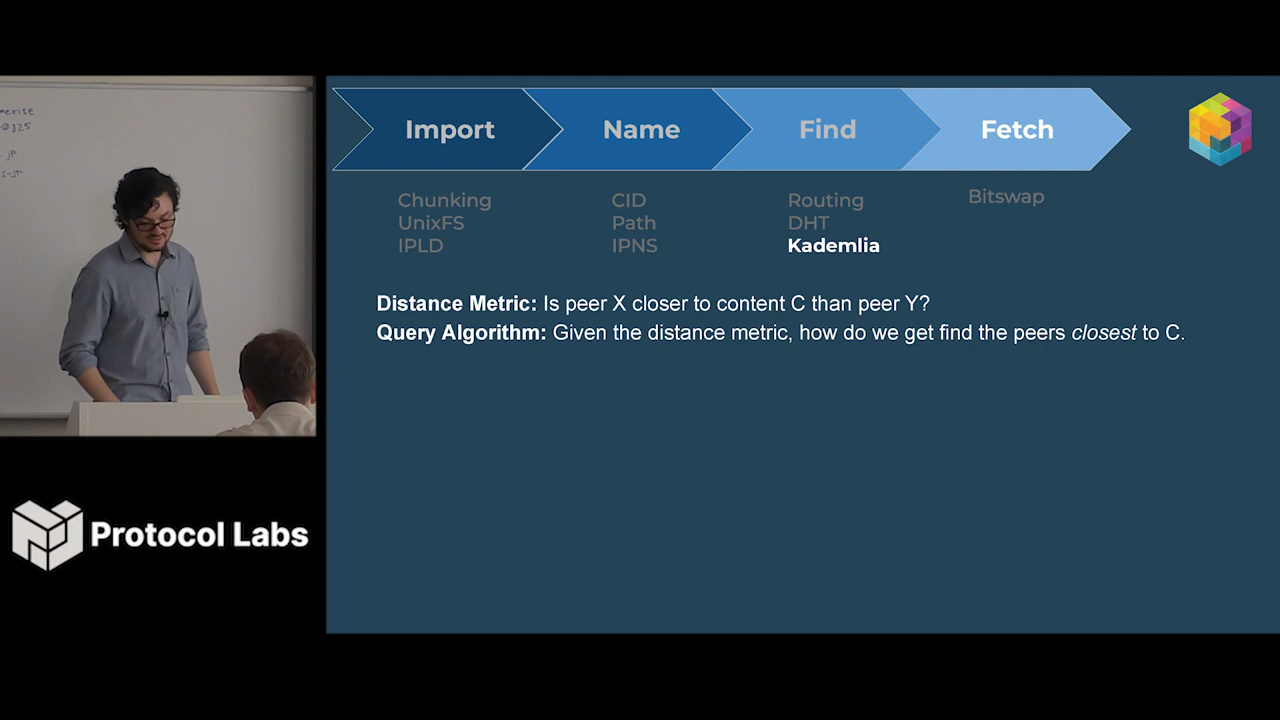 Import
Name
Find
Fetch
Chunking
UnixFS
IPLD
CID
Path
IPNS
Routing
DHT
Kademlia
Bitswap
Distance Metric: Is peer X closer to content C than peer Y?
Query Algorithm: Given the distance metric, how do we get find the peers closest to C.
Protocol Labs